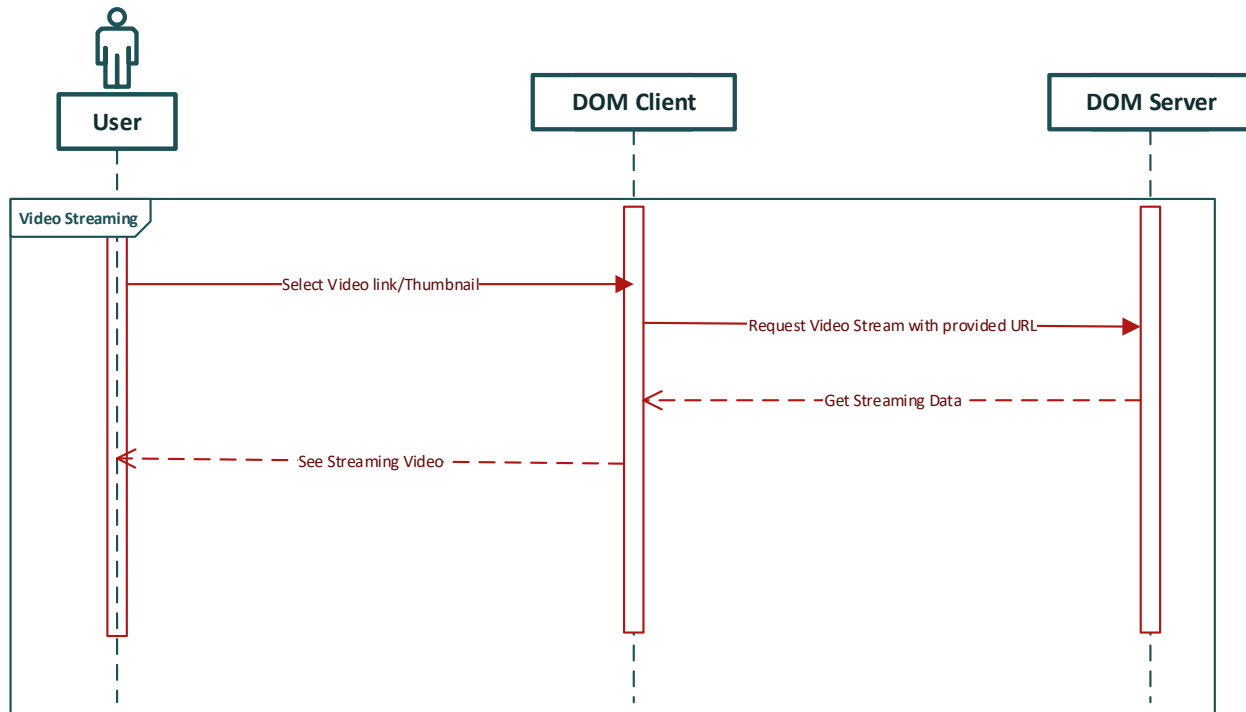 User
DOM Client
DOM Server
Video Streaming
Select Video link/Thumbnail
Request Video Stream with provided URL
Get Streaming Data
See Streaming Video